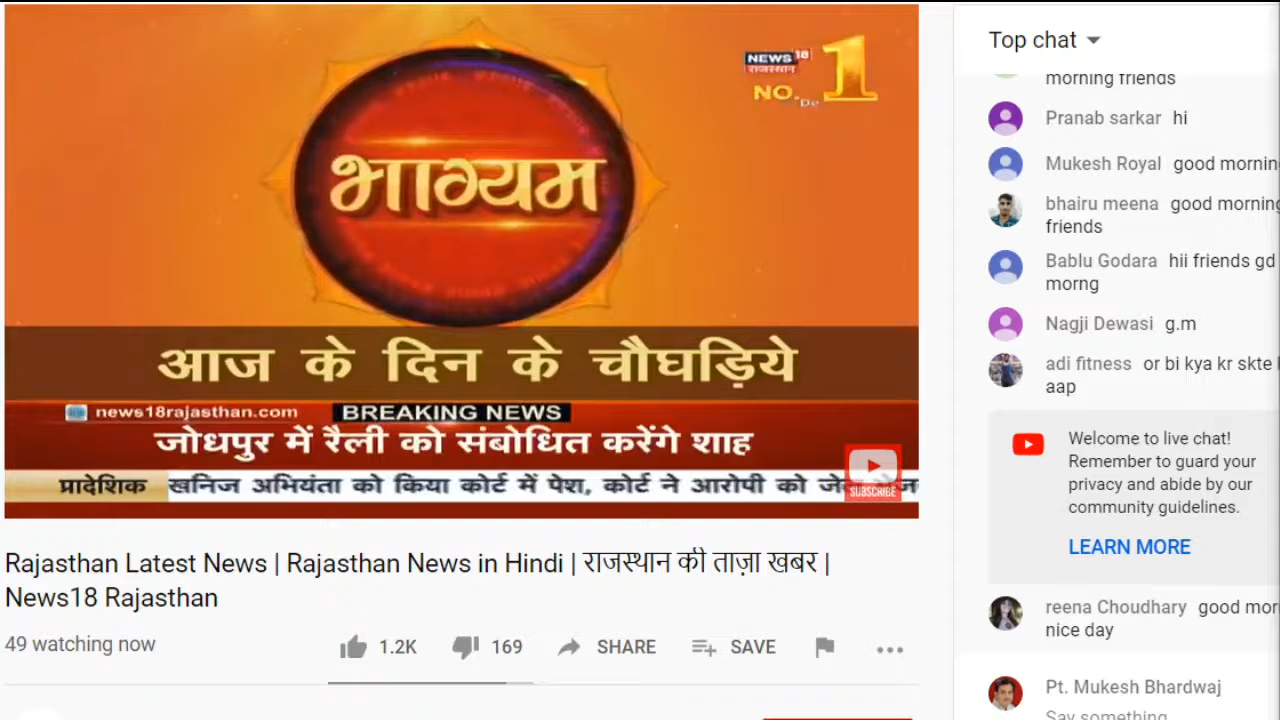 NEWS 18
राजस्थान
NO. 1
भाग्यम
आज के दिन के चौघड़िये
news18rajasthan.com BREAKING NEWS
जोधपुर में रैली को संबोधित करेंगे शाह
प्रादेशिक खनिज अभियंता को किया कोर्ट में पेश, कोर्ट ने आरोपी को
SUBSCRIBE
Rajasthan Latest News | Rajasthan News in Hindi | राजस्थान की ताज़ा खबर |
News18 Rajasthan
49 watching now
1.2K 169 SHARE SAVE
Top chat
morning friends
Pranab sarkar hi
Mukesh Royal good mornin
bhairu meena good morning
friends
Bablu Godara hii friends gd
morng
Nagji Dewasi g.m
adi fitness or bi kya kr skte
aap
Welcome to live chat!
Remember to guard your
privacy and abide by our
community guidelines.
LEARN MORE
reena Choudhary good mor
nice day
Pt. Mukesh Bhardwaj
Say something